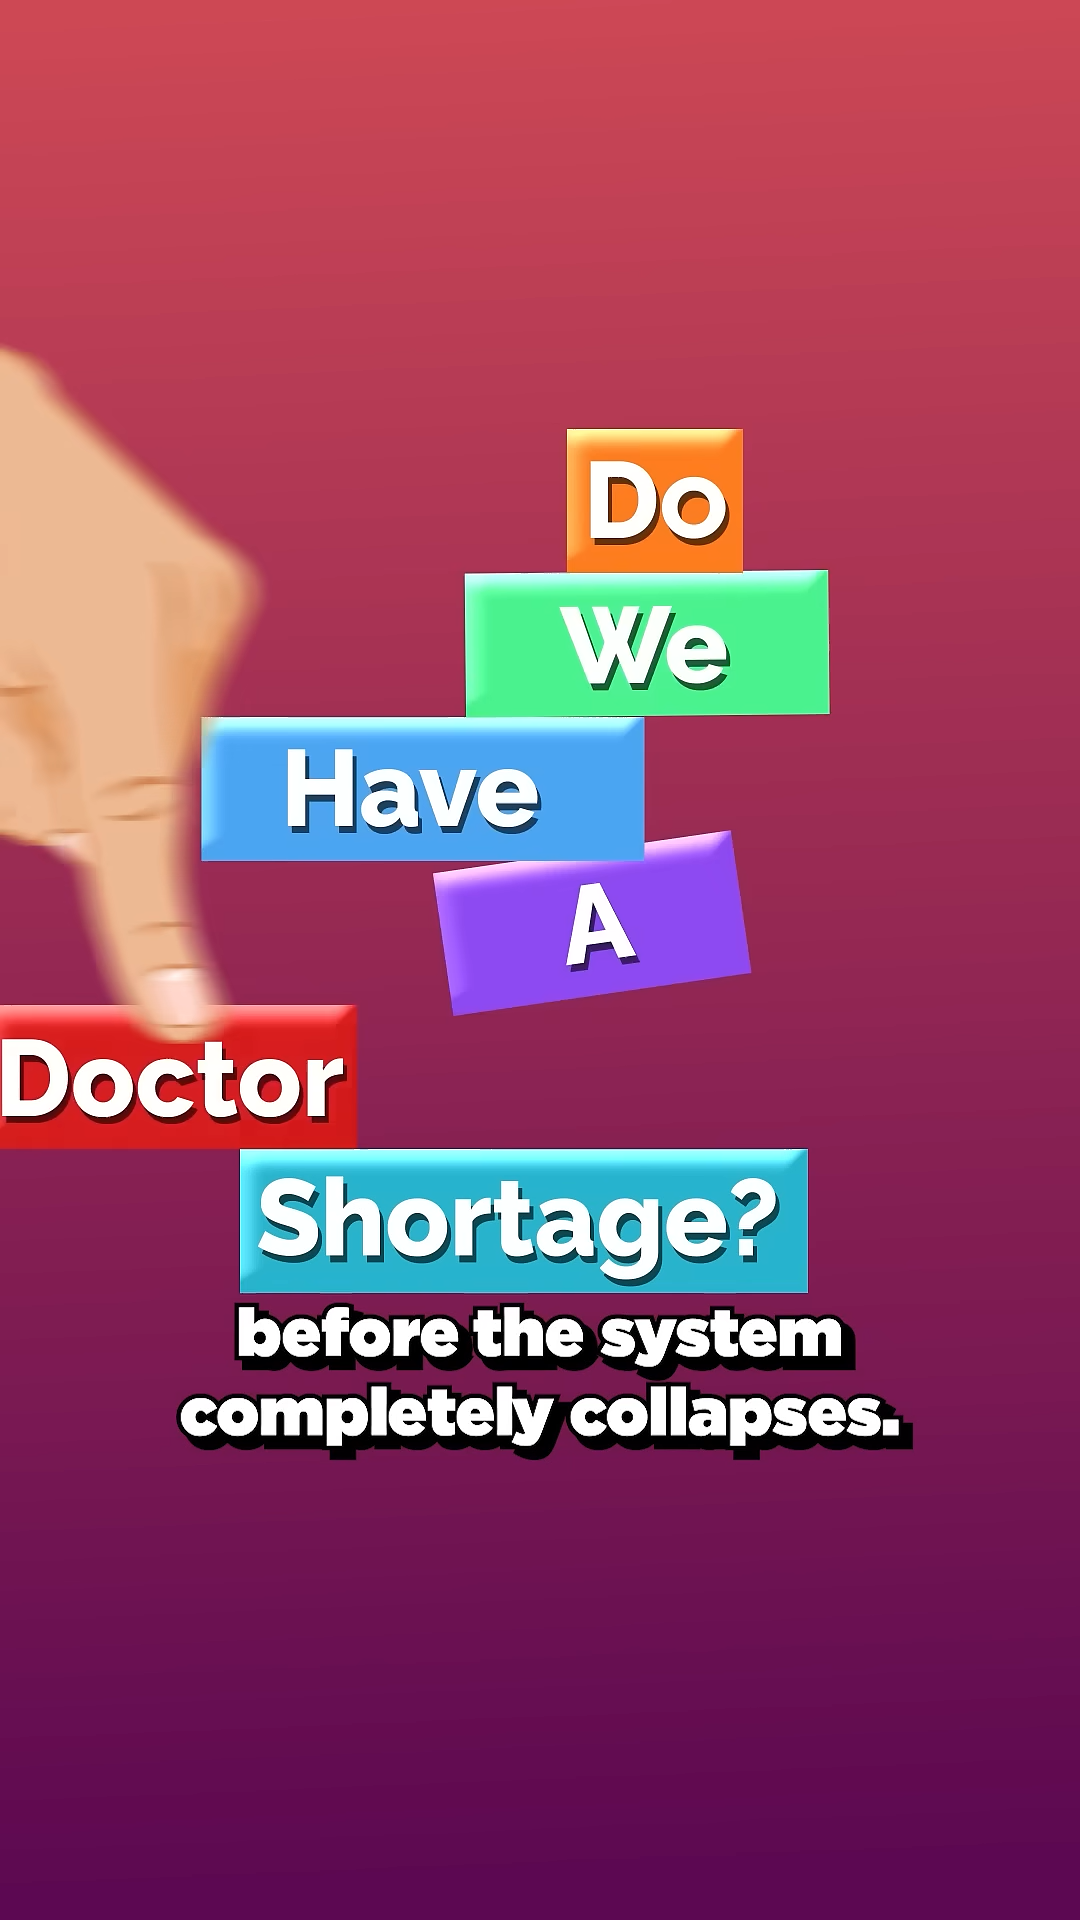 Do
We
Have
A
Doctor
Shortage?
before the system
completely collapses.